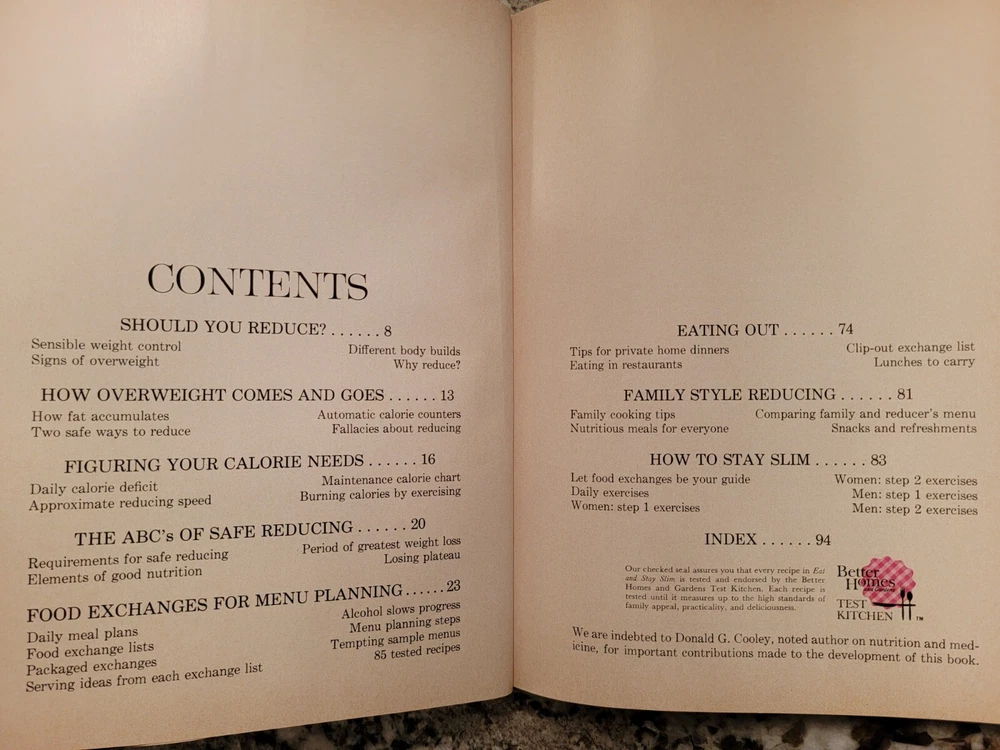 CONTENTS
SHOULD YOU REDUCE? . . . . . . 8
Sensible weight control
Signs of overweight
Different body builds
Why reduce?
HOW OVERWEIGHT COMES AND GOES . . . . . . 13
How fat accumulates
Two safe ways to reduce
Automatic calorie counters
Fallacies about reducing
FIGURING YOUR CALORIE NEEDS . . . . . . 16
Daily calorie deficit
Approximate reducing speed
Maintenance calorie chart
Burning calories by exercising
THE ABC's OF SAFE REDUCING . . . . . . 20
Requirements for safe reducing
Elements of good nutrition
Period of greatest weight loss
Losing plateau
FOOD EXCHANGES FOR MENU PLANNING . . . . . . 23
Daily meal plans
Food exchange lists
Packaged exchanges
Serving ideas from each exchange list
Alcohol slows progress
Menu planning steps
Tempting sample menus
85 tested recipes
EATING OUT . . . . . . 74
Tips for private home dinners
Eating in restaurants
Clip-out exchange list
Lunches to carry
FAMILY STYLE REDUCING . . . . . . 81
Family cooking tips
Nutritious meals for everyone
Comparing family and reducer's menu
Snacks and refreshments
HOW TO STAY SLIM . . . . . . 83
Let food exchanges be your guide
Daily exercises
Women: step 1 exercises
Women: step 2 exercises
Men: step 1 exercises
Men: step 2 exercises
INDEX . . . . . . 94
Our checked seal assures you that every recipe in Eat
and Stay Slim is tested and endorsed by the Better
Homes and Gardens Test Kitchen. Each recipe is
tested until it measures up to the high standards of
family appeal, practicality, and deliciousness.
Better
Homes
and Gardens
TEST
KITCHEN ™
We are indebted to Donald G. Cooley, noted author on nutrition and med-
icine, for important contributions made to the development of this book.